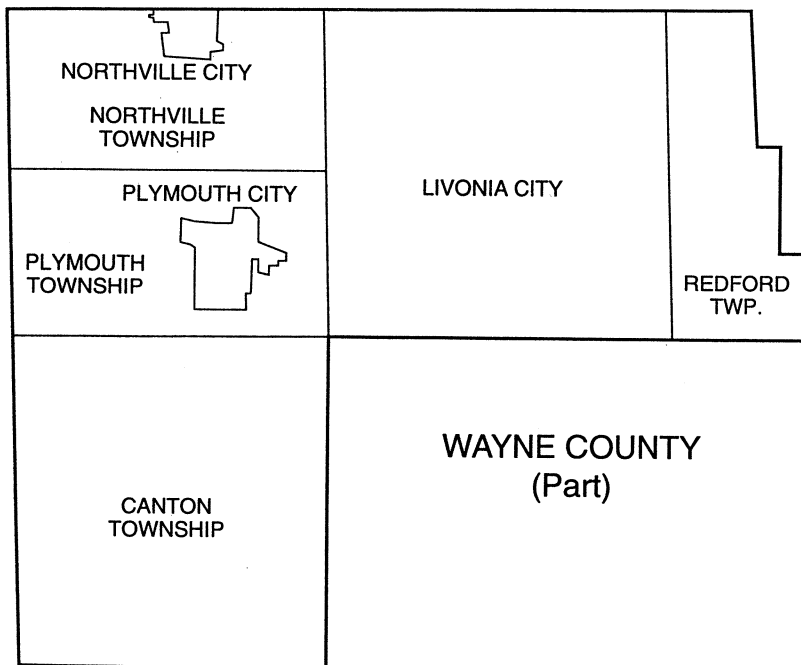 NORTHVILLE CITY
NORTHVILLE
TOWNSHIP
PLYMOUTH CITY
LIVONIA CITY
PLYMOUTH
TOWNSHIP
REDFORD
TWP.
WAYNE COUNTY
(Part)
CANTON
TOWNSHIP